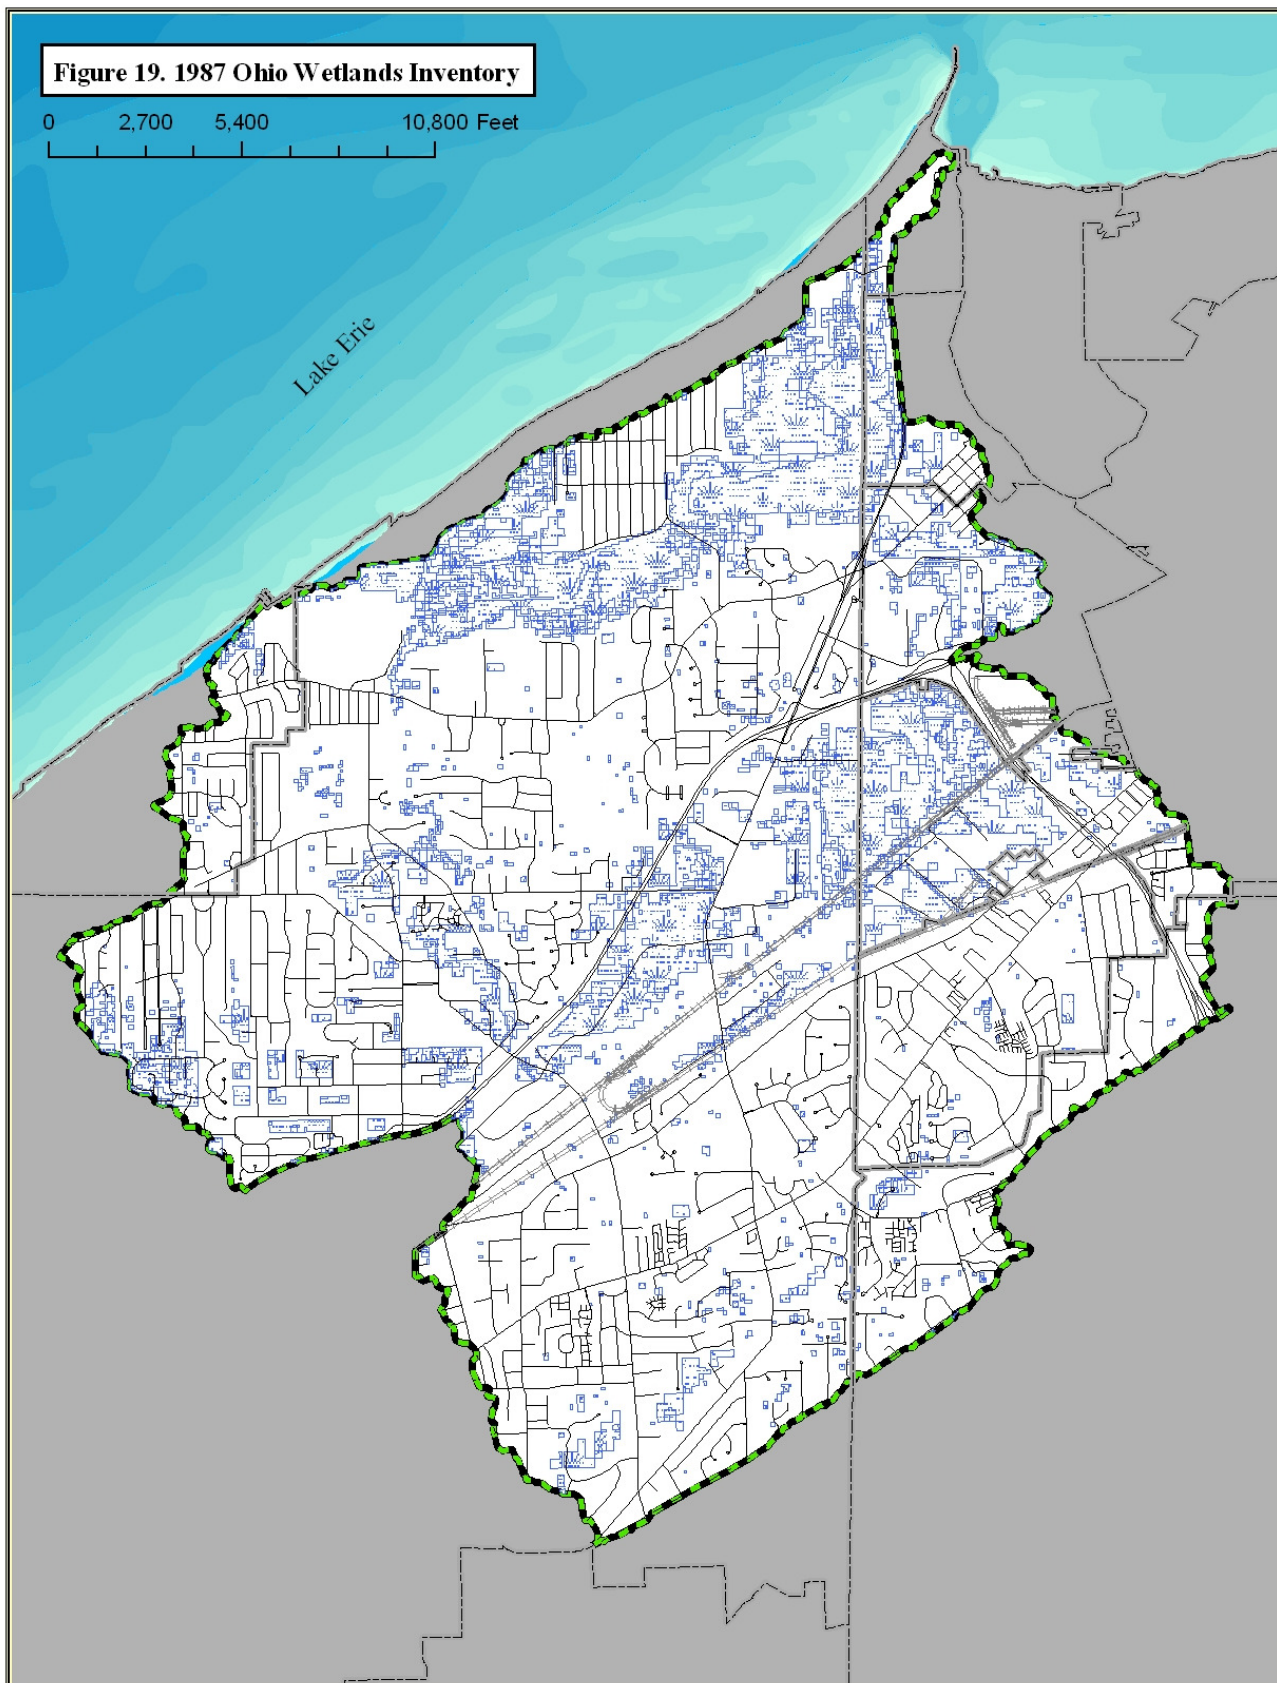 Figure 19. 1987 Ohio Wetlands Inventory
0 2,700 5,400 10,800 Feet
Lake Erie